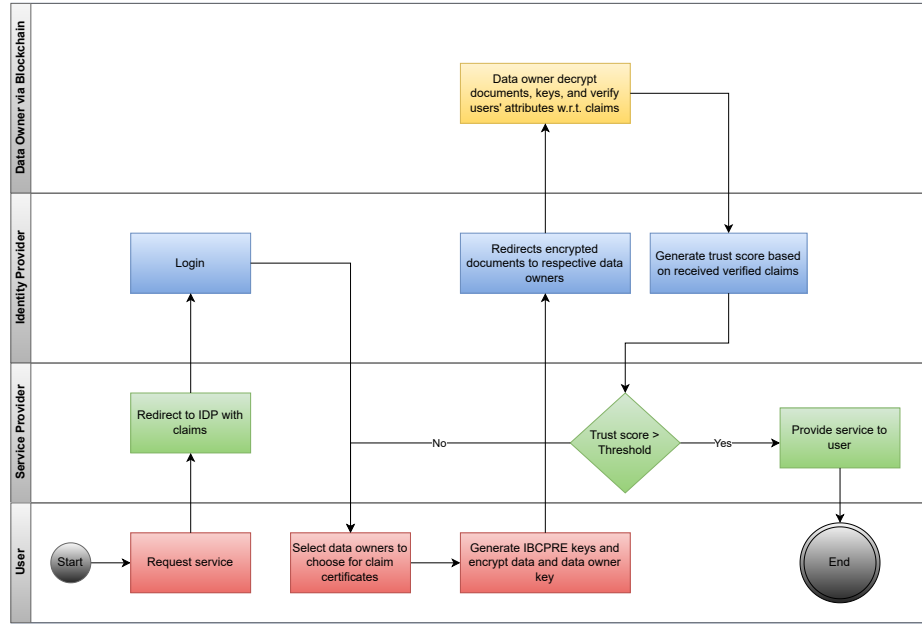 Data Owner via Blockchain
Data owner decrypt
documents, keys, and verify
users' attributes w.r.t. claims
Identity Provider
Login
Redirects encrypted
documents to respective data
owners
Generate trust score based
on received verified claims
Service Provider
Redirect to IDP with
claims
No
Trust score >
Threshold
Yes
Provide service to
user
User
Start
Request service
Select data owners to
choose for claim
certificates
Generate IBCPRE keys and
encrypt data and data owner
key
End